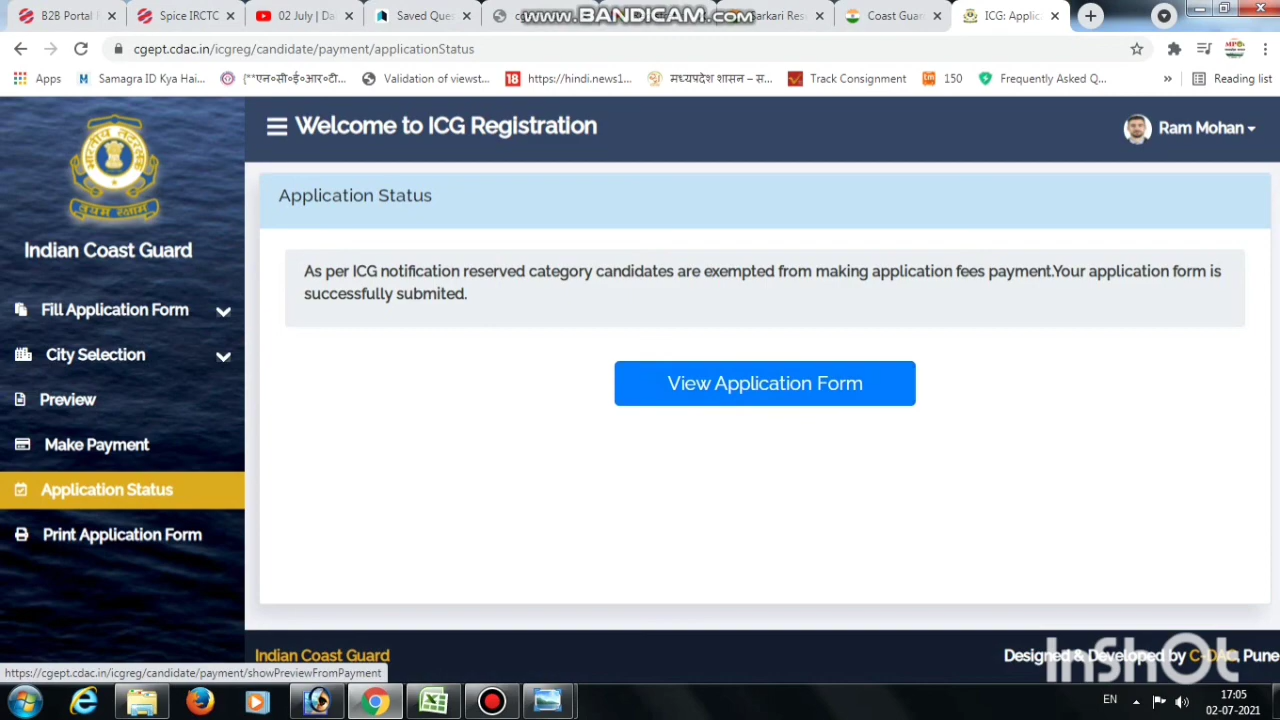 B2B Portal
Spice IRCTC
02 July | Da
Saved Que
Sarkari Res
Coast Guar
ICG: Applic
www.BANDICAM.com
cgept.cdac.in/icgreg/candidate/payment/applicationStatus
Apps
Samagra ID Kya Hai...
(**एन०सी०ई०आर०टी...
Validation of viewst...
https://hindi.news1...
मध्यप्रदेश शासन – स...
Track Consignment
150
Frequently Asked Q...
»
Reading list
Welcome to ICG Registration
Ram Mohan
Indian Coast Guard
Application Status
As per ICG notification reserved category candidates are exempted from making application fees payment.Your application form is
successfully submited.
View Application Form
Fill Application Form
City Selection
Preview
Make Payment
Application Status
Print Application Form
Indian Coast Guard
Designed & Developed by C-DAC, Pune
InShOt
https://cgept.cdac.in/icgreg/candidate/payment/showPreviewFromPayment
EN
17:05
02-07-2021